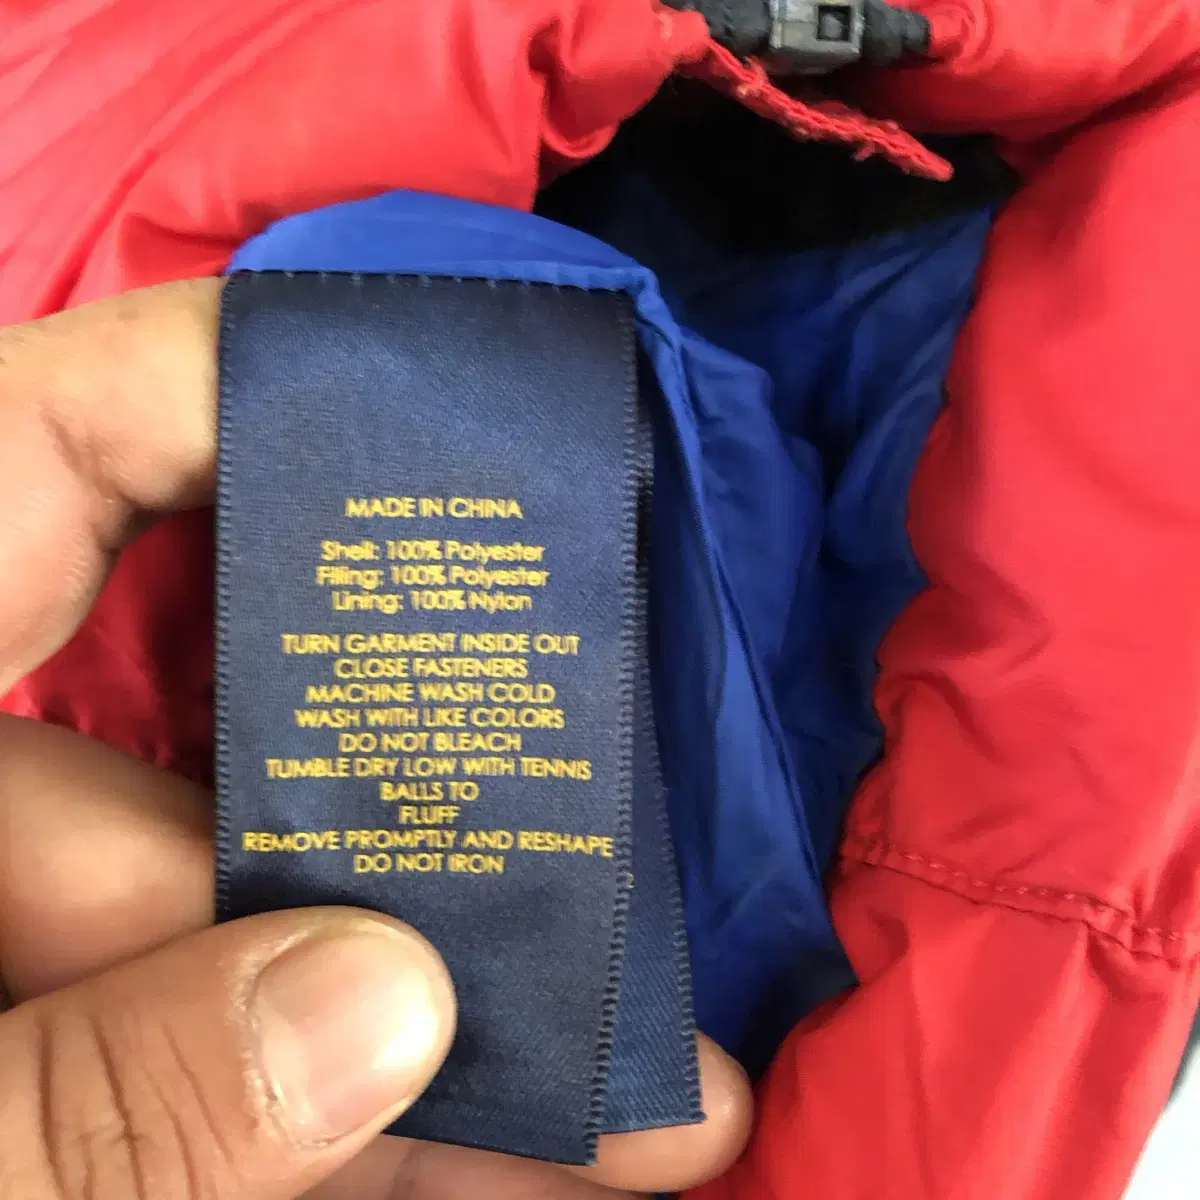 MADE IN CHINA
Shell: 100% Polyester
Filling: 100% Polyester
Lining: 100% Nylon
TURN GARMENT INSIDE OUT
CLOSE FASTENERS
MACHINE WASH COLD
WASH WITH LIKE COLORS
DO NOT BLEACH
TUMBLE DRY LOW WITH TENNIS
BALLS TO
FLUFF
REMOVE PROMPTLY AND RESHAPE
DO NOT IRON